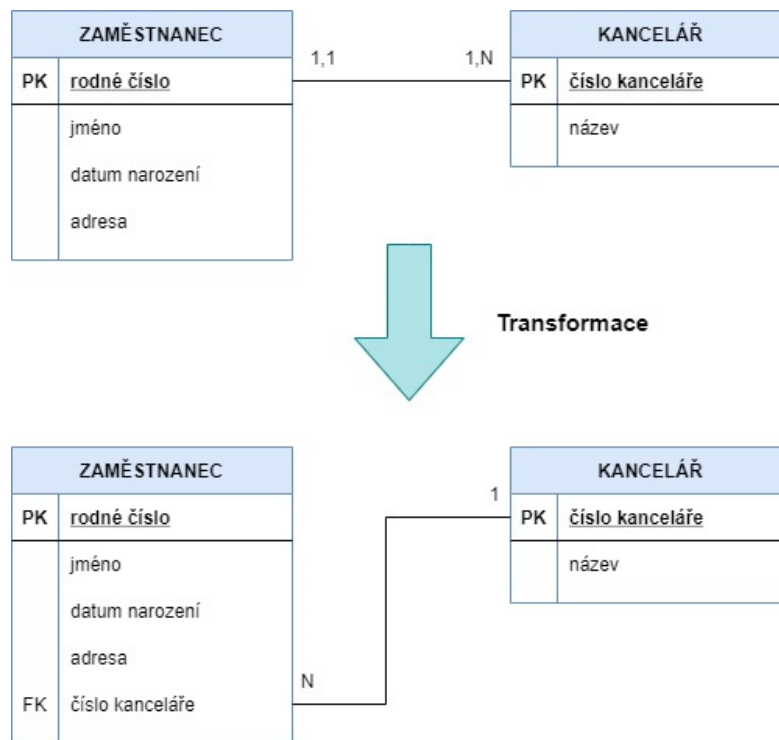 ZAMĚSTNANEC
PK rodné číslo
jméno
datum narození
adresa
1,1
1,N
KANCELÁŘ
PK číslo kanceláře
název
Transformace
ZAMĚSTNANEC
PK rodné číslo
jméno
datum narození
adresa
FK číslo kanceláře
N
1
KANCELÁŘ
PK číslo kanceláře
název